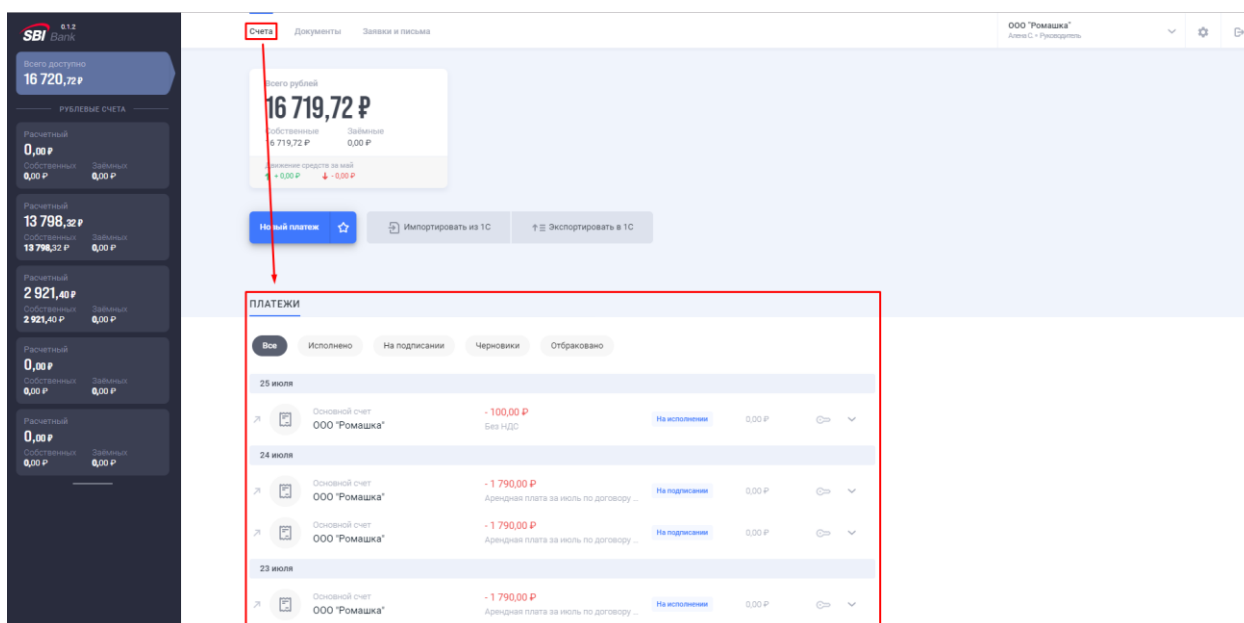 0.1.2
SBI Bank
Всего доступно
16 720,72 ₽
РУБЛЕВЫЕ СЧЕТА
Расчетный
0,00 ₽
Собственных Заёмных
0,00 ₽ 0,00 ₽
Расчетный
13 798,32 ₽
Собственных Заёмных
13 798,32 ₽ 0,00 ₽
Расчетный
2 921,40 ₽
Собственных Заёмных
2 921,40 ₽ 0,00 ₽
Расчетный
0,00 ₽
Собственных Заёмных
0,00 ₽ 0,00 ₽
Расчетный
0,00 ₽
Собственных Заёмных
0,00 ₽ 0,00 ₽
Счета Документы Заявки и письма
ООО "Ромашка"
Алена С. • Руководитель
Всего рублей
16 719,72 ₽
Собственные Заёмные
16 719,72 ₽ 0,00 ₽
Движение средств за май
+ 0,00 ₽ - 0,00 ₽
Новый платеж Импортировать из 1С Экспортировать в 1С
ПЛАТЕЖИ
Все Исполнено На подписании Черновики Отбраковано
25 июля
Основной счет - 100,00 ₽ На исполнении 0,00 ₽
ООО "Ромашка" Без НДС
24 июля
Основной счет - 1 790,00 ₽ На подписании 0,00 ₽
ООО "Ромашка" Арендная плата за июль по договору ...
Основной счет - 1 790,00 ₽ На подписании 0,00 ₽
ООО "Ромашка" Арендная плата за июль по договору ...
23 июля
Основной счет - 1 790,00 ₽ На исполнении 0,00 ₽
ООО "Ромашка" Арендная плата за июль по договору ...